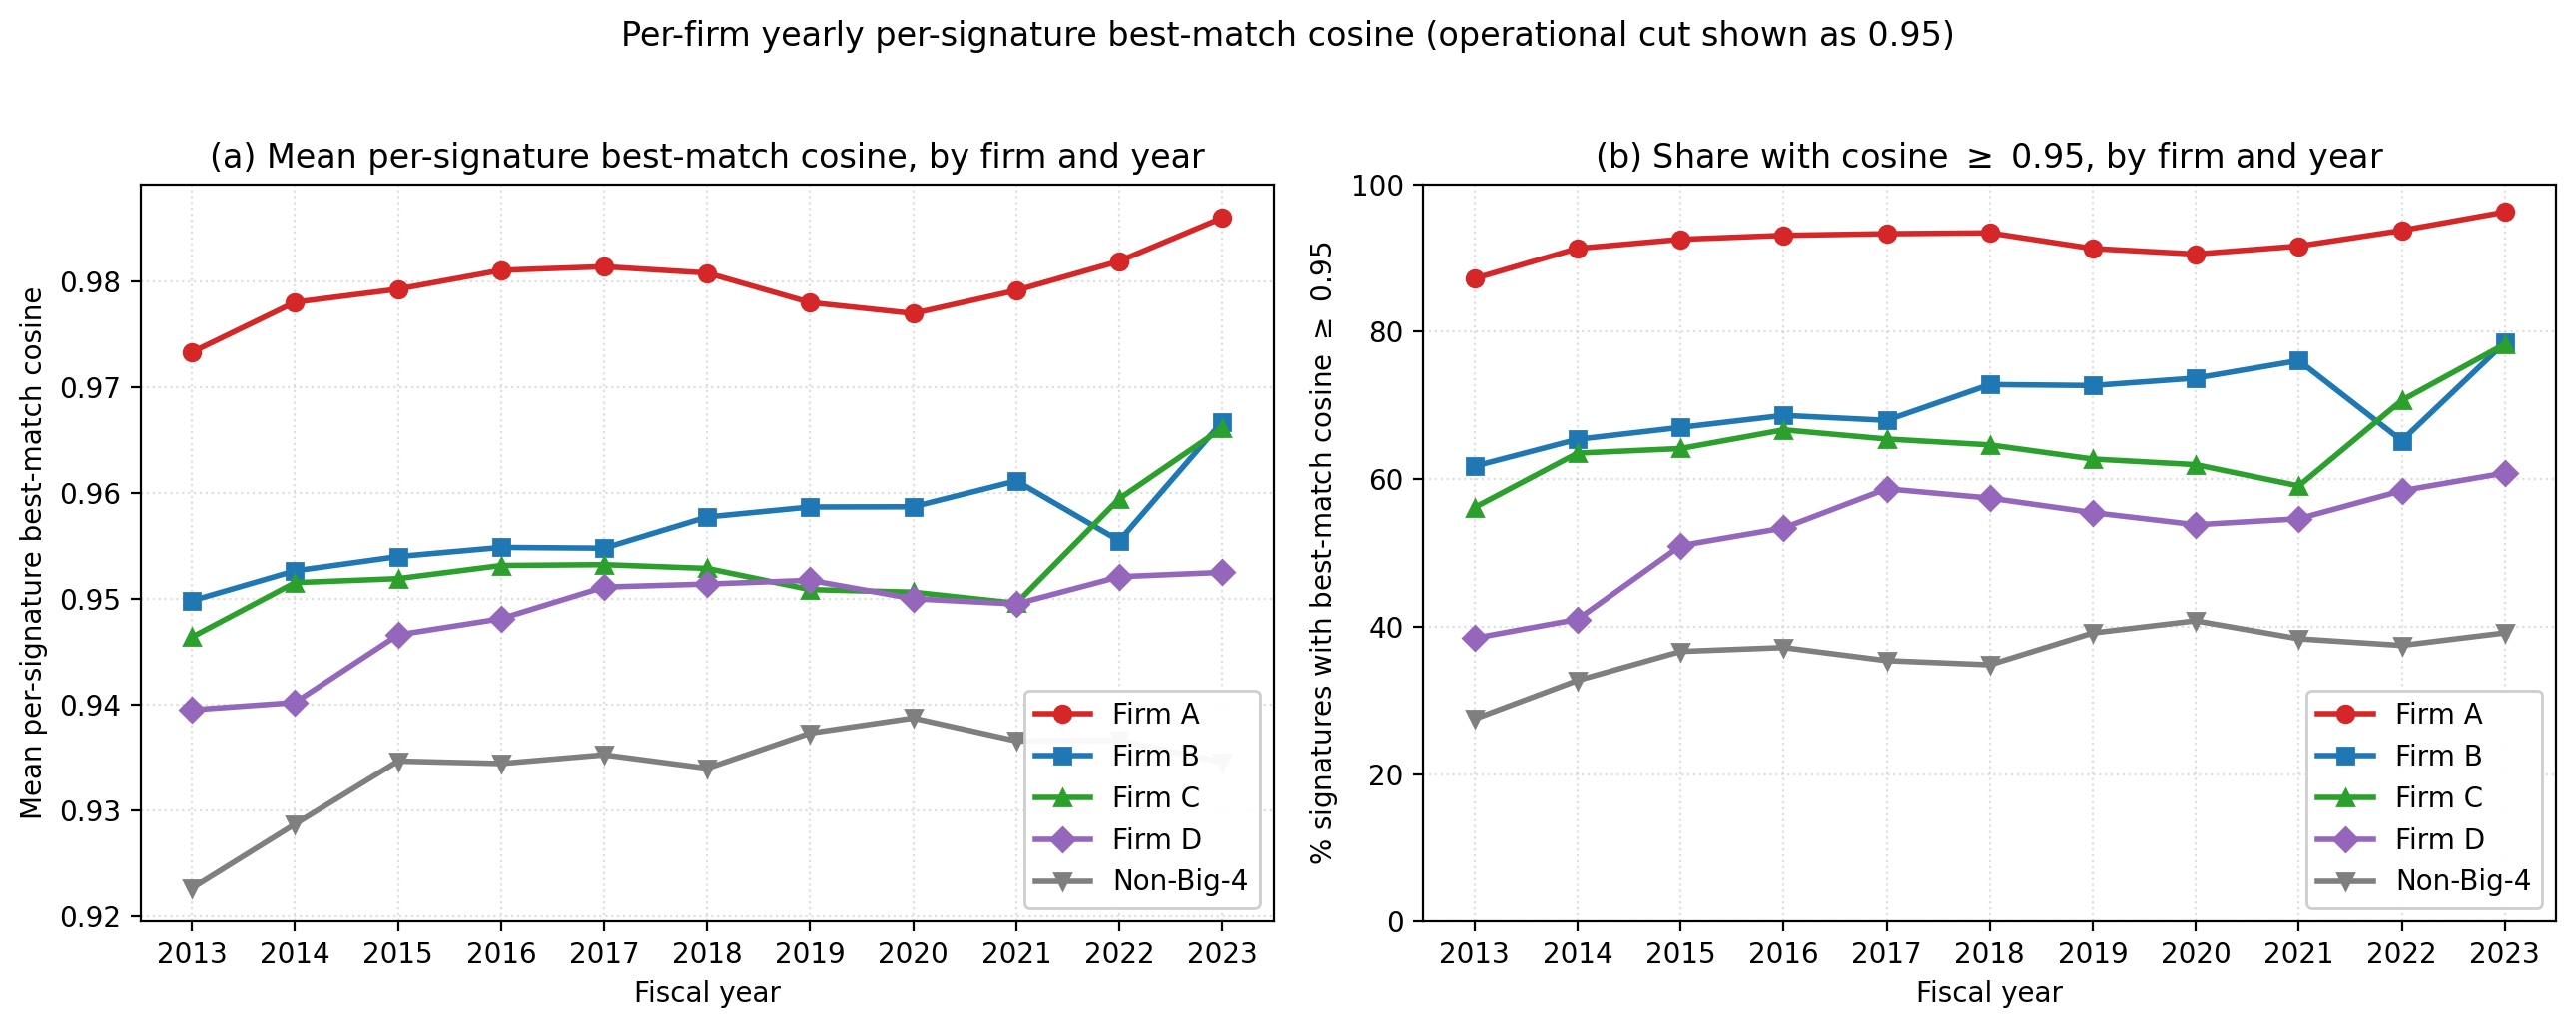 Per-firm yearly per-signature best-match cosine (operational cut shown as 0.95)
(a) Mean per-signature best-match cosine, by firm and year
Mean per-signature best-match cosine
0.98
0.97
0.96
0.95
0.94
0.93
0.92
2013 2014 2015 2016 2017 2018 2019 2020 2021 2022 2023
Fiscal year
Firm A
Firm B
Firm C
Firm D
Non-Big-4
(b) Share with cosine ≥ 0.95, by firm and year
% signatures with best-match cosine ≥ 0.95
100
80
60
40
20
0
2013 2014 2015 2016 2017 2018 2019 2020 2021 2022 2023
Fiscal year
Firm A
Firm B
Firm C
Firm D
Non-Big-4